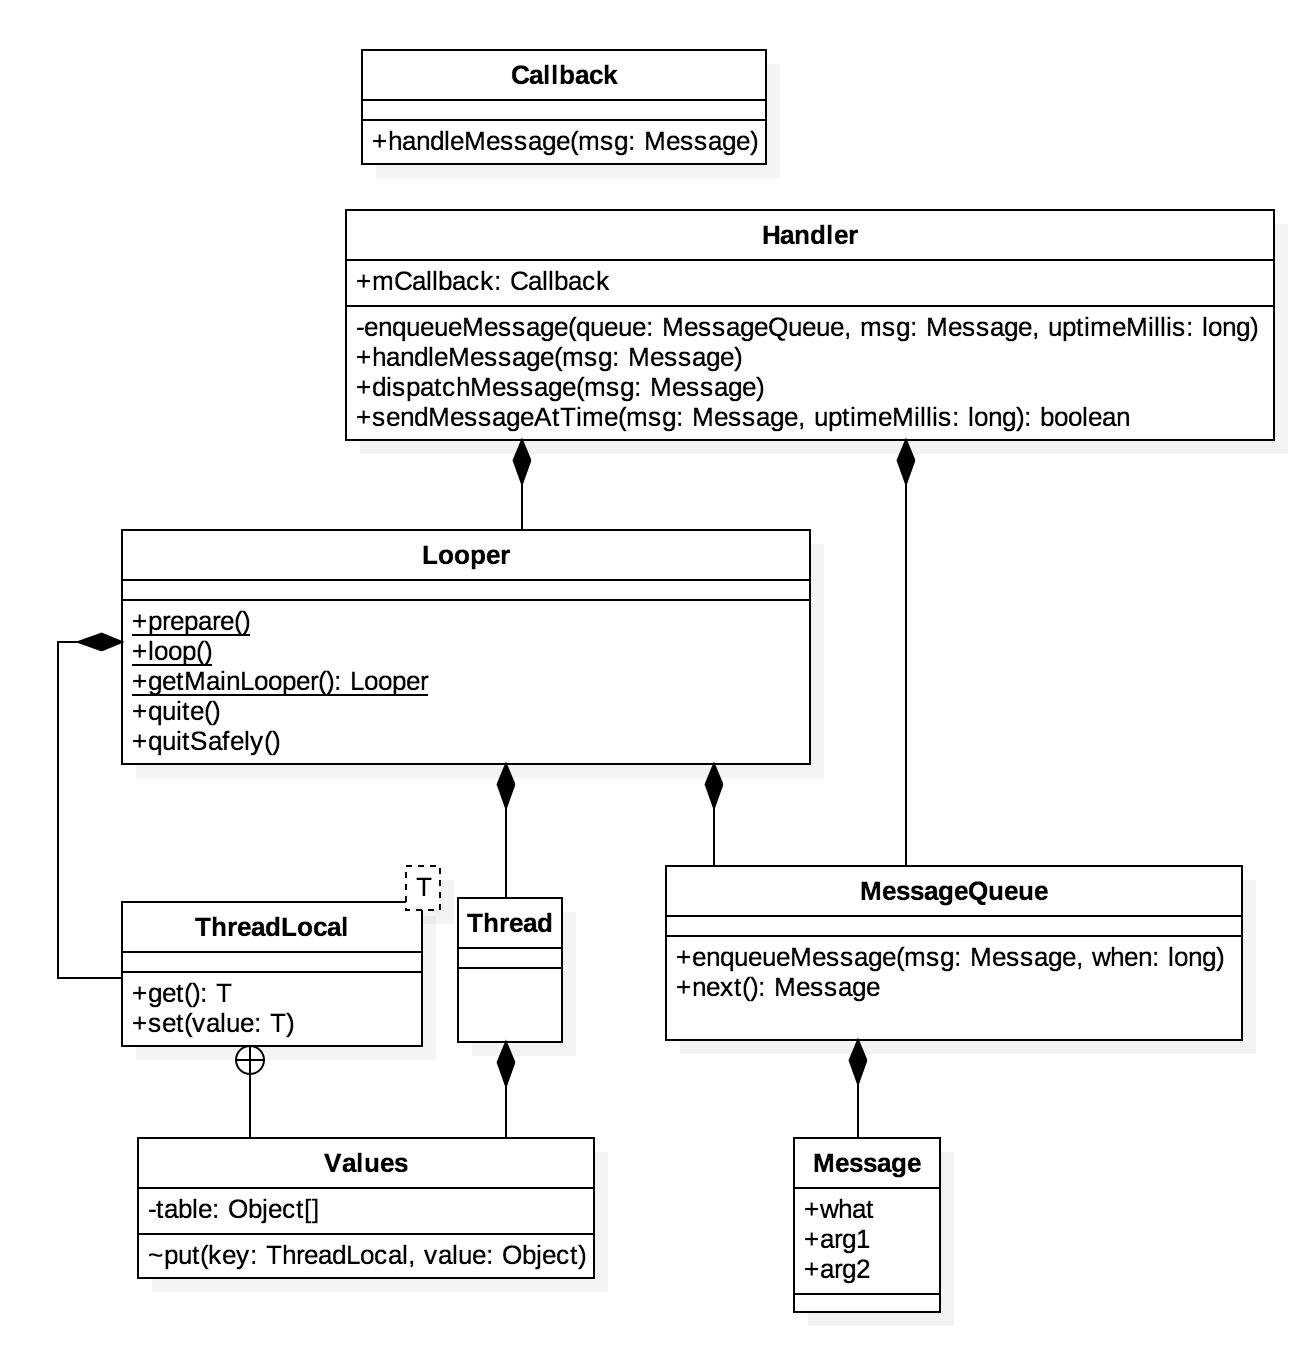 Callback
+handleMessage(msg: Message)
Handler
+mCallback: Callback
-enqueueMessage(queue: MessageQueue, msg: Message, uptimeMillis: long)
+handleMessage(msg: Message)
+dispatchMessage(msg: Message)
+sendMessageAtTime(msg: Message, uptimeMillis: long): boolean
Looper
+prepare()
+loop()
+getMainLooper(): Looper
+quite()
+quitSafely()
T
ThreadLocal
+get(): T
+set(value: T)
Thread
MessageQueue
+enqueueMessage(msg: Message, when: long)
+next(): Message
Values
-table: Object[]
~put(key: ThreadLocal, value: Object)
Message
+what
+arg1
+arg2